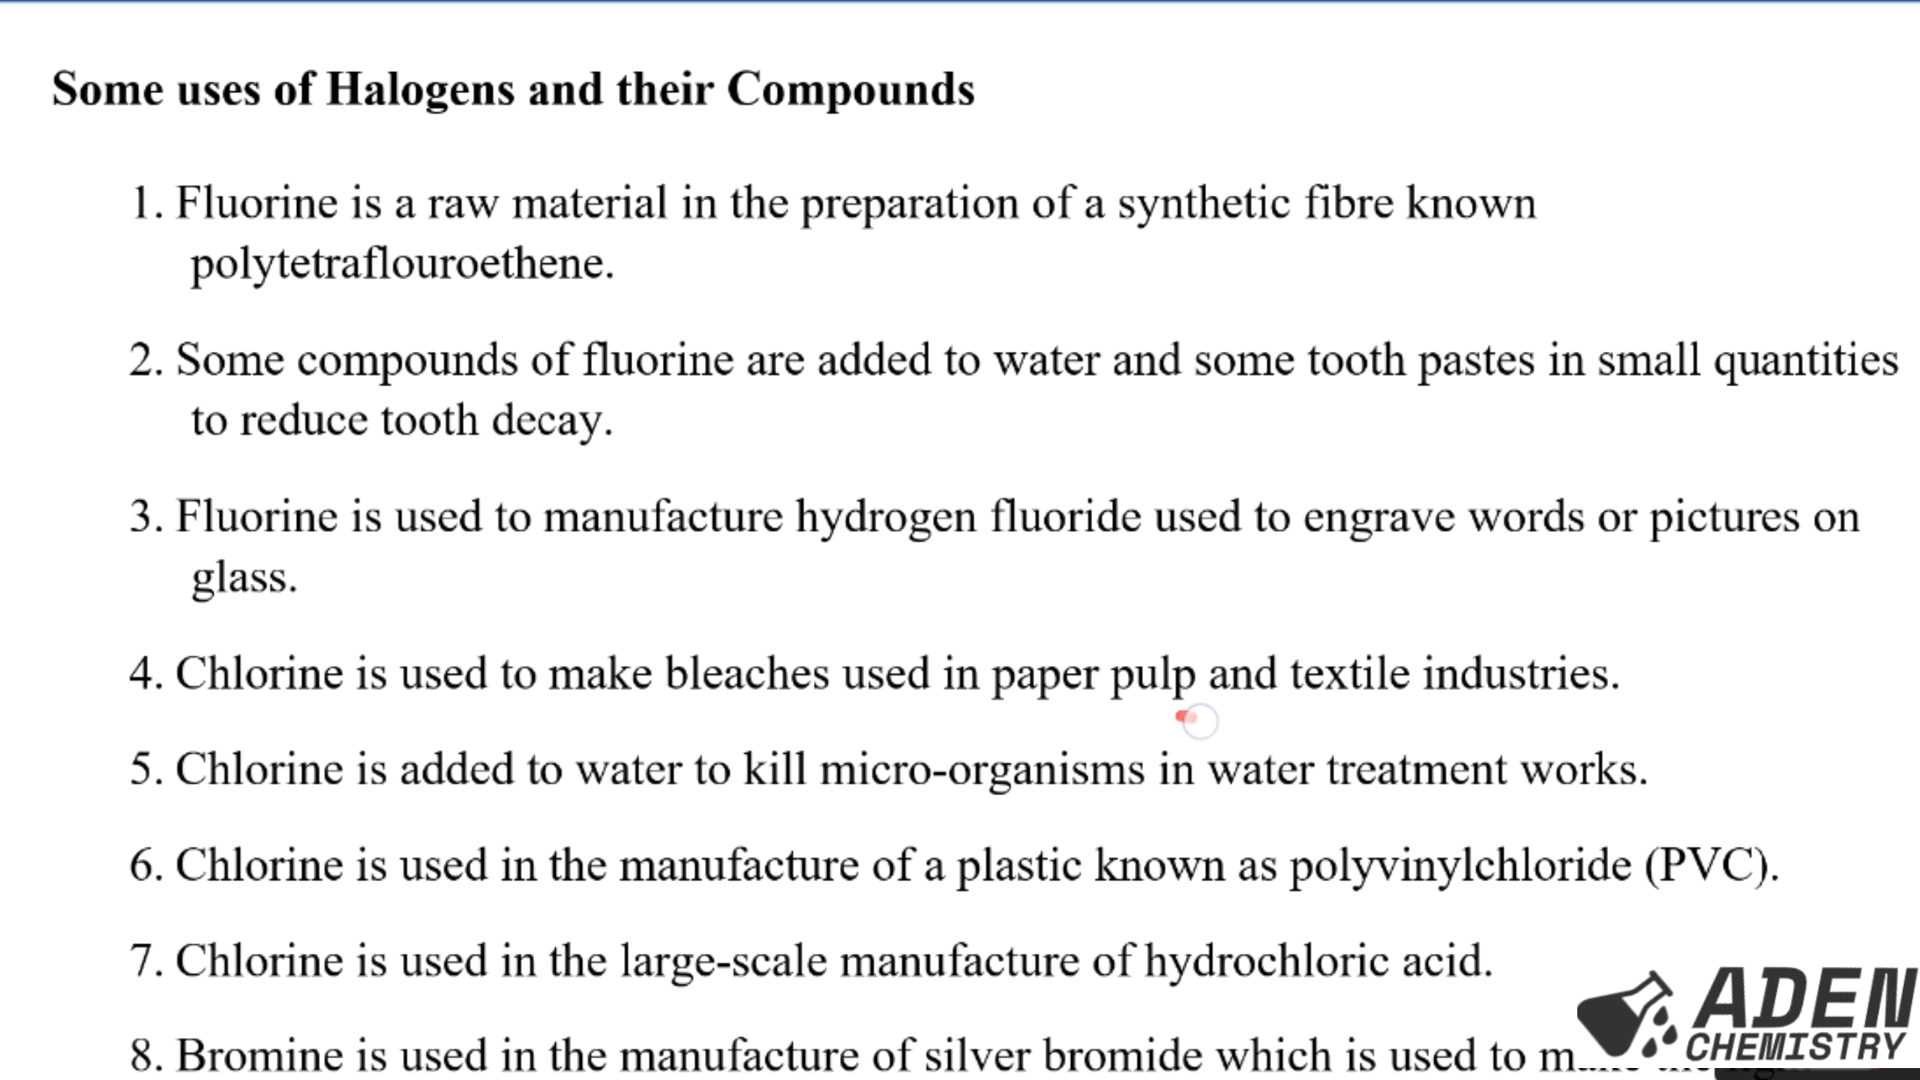 Some uses of Halogens and their Compounds
1. Fluorine is a raw material in the preparation of a synthetic fibre known
polytetraflouroethene.
2. Some compounds of fluorine are added to water and some tooth pastes in small quantities
to reduce tooth decay.
3. Fluorine is used to manufacture hydrogen fluoride used to engrave words or pictures on
glass.
4. Chlorine is used to make bleaches used in paper pulp and textile industries.
5. Chlorine is added to water to kill micro-organisms in water treatment works.
6. Chlorine is used in the manufacture of a plastic known as polyvinylchloride (PVC).
7. Chlorine is used in the large-scale manufacture of hydrochloric acid.
8. Bromine is used in the manufacture of silver bromide which is used to
ADEN
CHEMISTRY